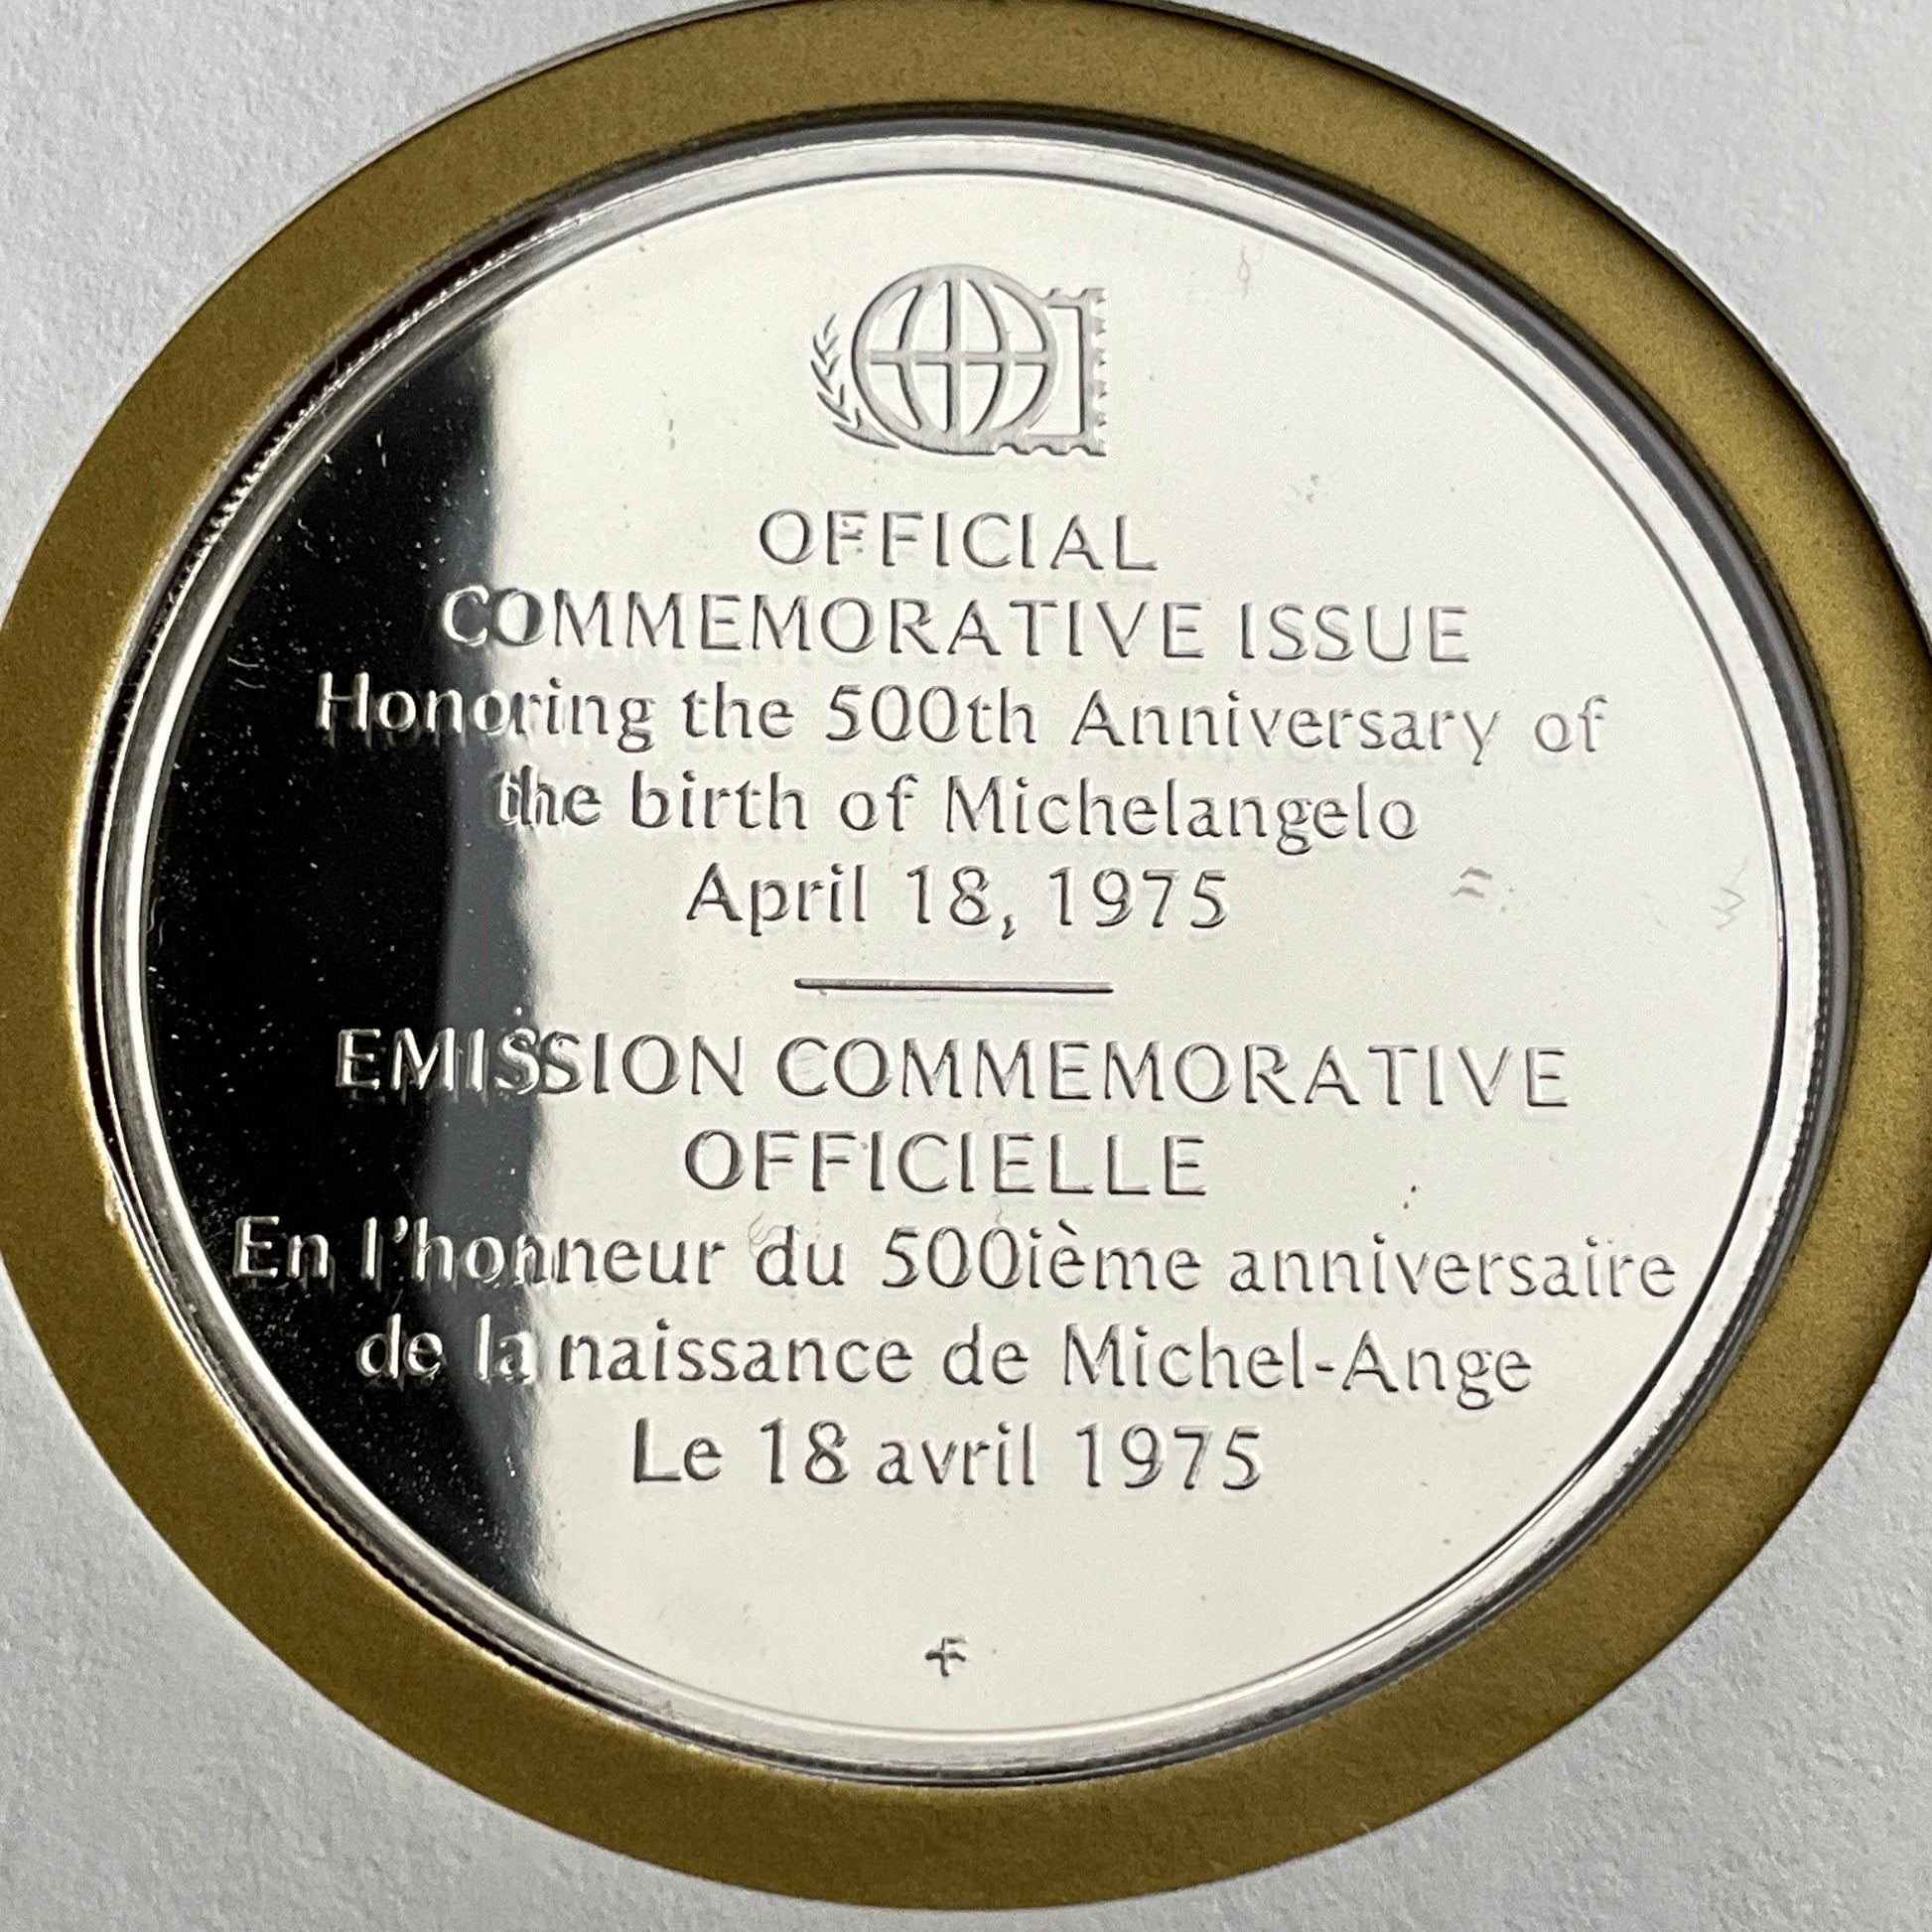 OFFICIAL
COMMEMORATIVE ISSUE
Honoring the 500th Anniversary of
the birth of Michelangelo
April 18, 1975
EMISSION COMMEMORATIVE
OFFICIELLE
En l'honneur du 500ième anniversaire
de la naissance de Michel-Ange
Le 18 avril 1975
F